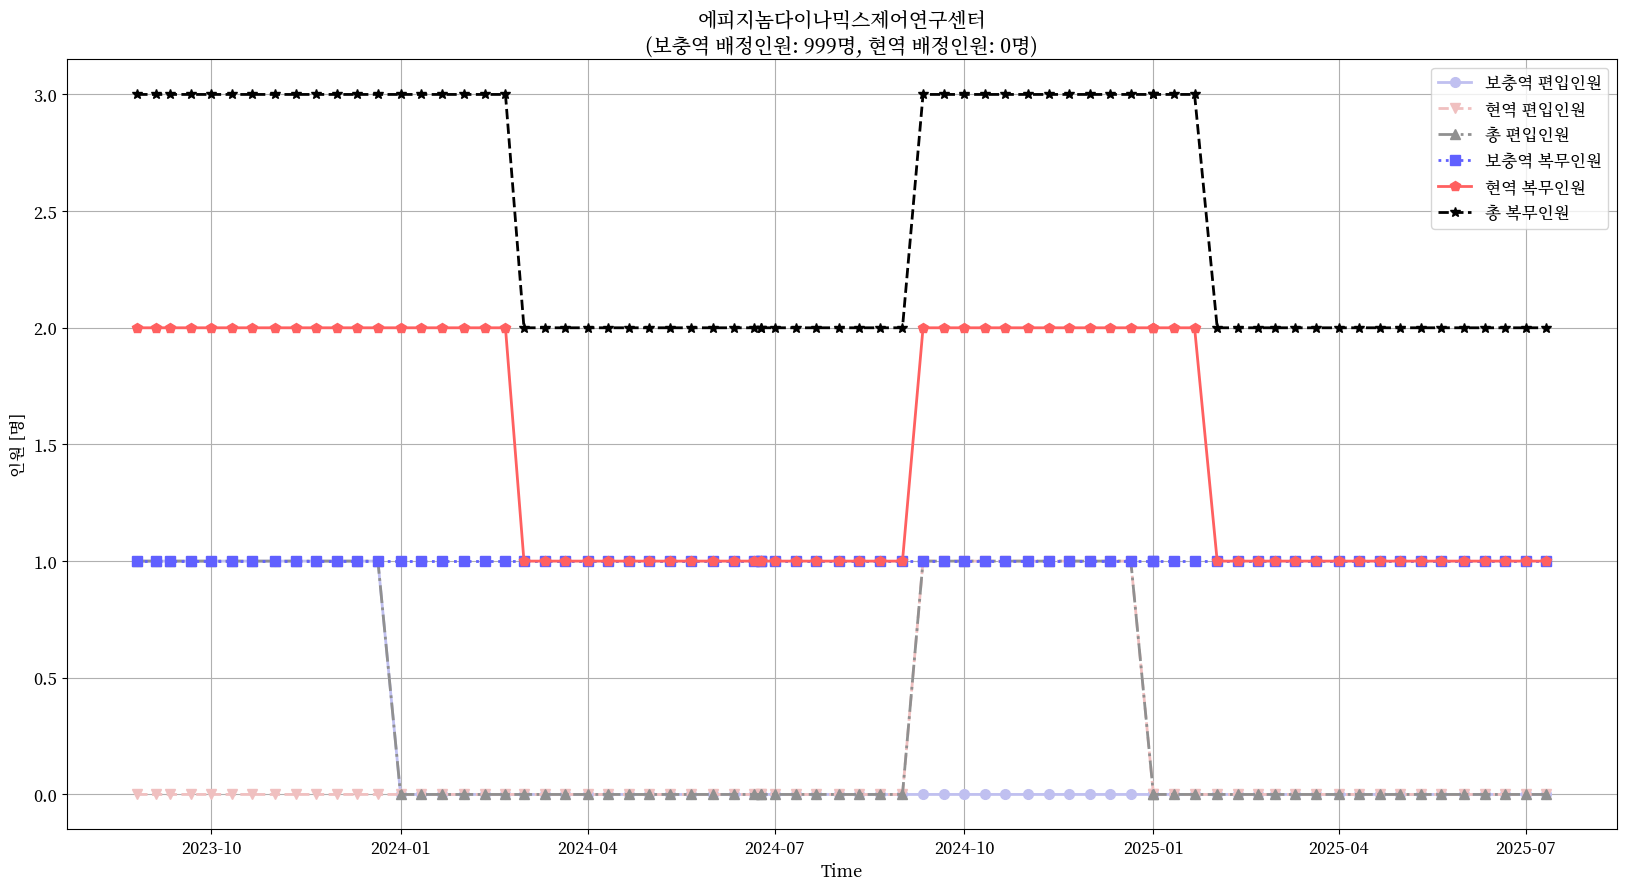 에피지놈다이나믹스제어연구센터
(보충역 배정인원: 999명, 현역 배정인원: 0명)
보충역 편입인원
현역 편입인원
총 편입인원
보충역 복무인원
현역 복무인원
총 복무인원
인원 [명]
3.0
2.5
2.0
1.5
1.0
0.5
0.0
2023-10
2024-01
2024-04
2024-07
2024-10
2025-01
2025-04
2025-07
Time